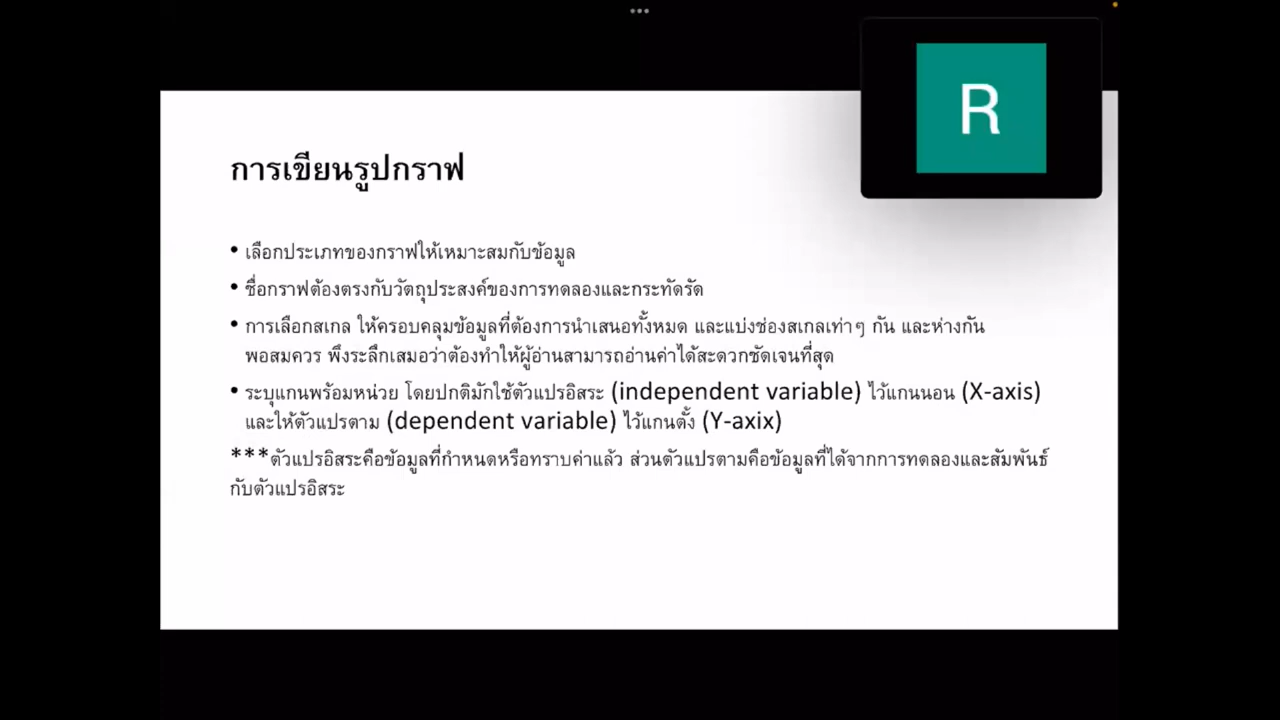 R
การเขียนรูปกราฟ
• เลือกประเภทของกราฟให้เหมาะสมกับข้อมูล
• ชื่อกราฟต้องตรงกับวัตถุประสงค์ของการทดลองและกระทัดรัด
• การเลือกสเกล ให้ครอบคลุมข้อมูลที่ต้องการนำเสนอทั้งหมด และแบ่งช่องสเกลเท่าๆ กัน และห่างกัน
พอสมควร พึงระลึกเสมอว่าต้องทำให้ผู้อ่านสามารถอ่านค่าได้สะดวกชัดเจนที่สุด
• ระบุแกนพร้อมหน่วย โดยปกติมักใช้ตัวแปรอิสระ (independent variable) ไว้แกนนอน (X-axis)
และให้ตัวแปรตาม (dependent variable) ไว้แกนตั้ง (Y-axix)
***ตัวแปรอิสระคือข้อมูลที่กำหนดหรือทราบค่าแล้ว ส่วนตัวแปรตามคือข้อมูลที่ได้จากการทดลองและสัมพันธ์
กับตัวแปรอิสระ